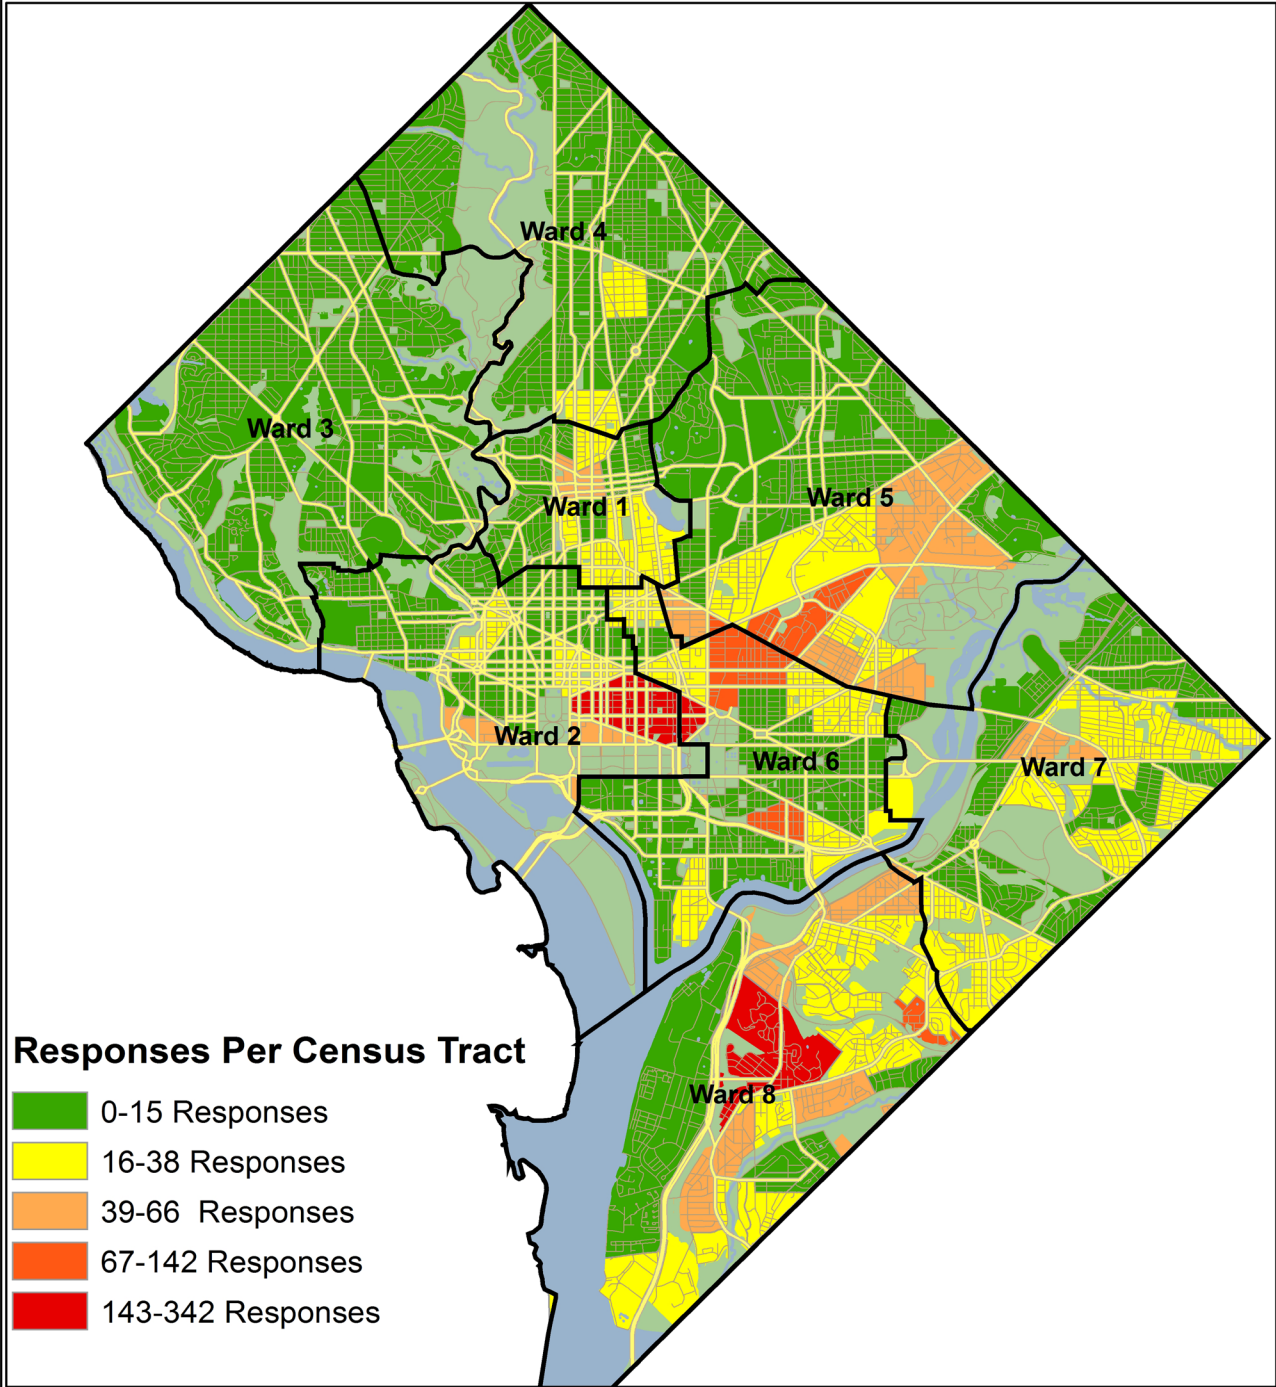 Ward 4
Ward 3
Ward 5
Ward 1
Ward 2
Ward 6
Ward 7
Ward 8
Responses Per Census Tract
0-15 Responses
16-38 Responses
39-66 Responses
67-142 Responses
143-342 Responses